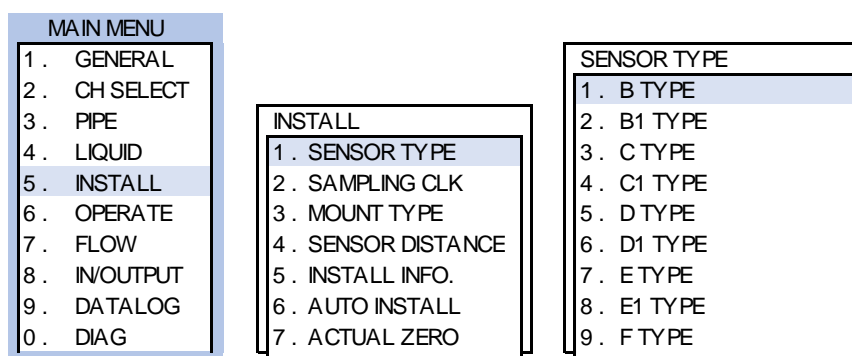 MAIN MENU
1. GENERAL
2. CH SELECT
3. PIPE
4. LIQUID
5. INSTALL
6. OPERATE
7. FLOW
8. IN/OUTPUT
9. DATALOG
0. DIAG
INSTALL
1. SENSOR TYPE
2. SAMPLING CLK
3. MOUNT TYPE
4. SENSOR DISTANCE
5. INSTALL INFO.
6. AUTO INSTALL
7. ACTUAL ZERO
SENSOR TYPE
1. B TYPE
2. B1 TYPE
3. C TYPE
4. C1 TYPE
5. D TYPE
6. D1 TYPE
7. E TYPE
8. E1 TYPE
9. F TYPE